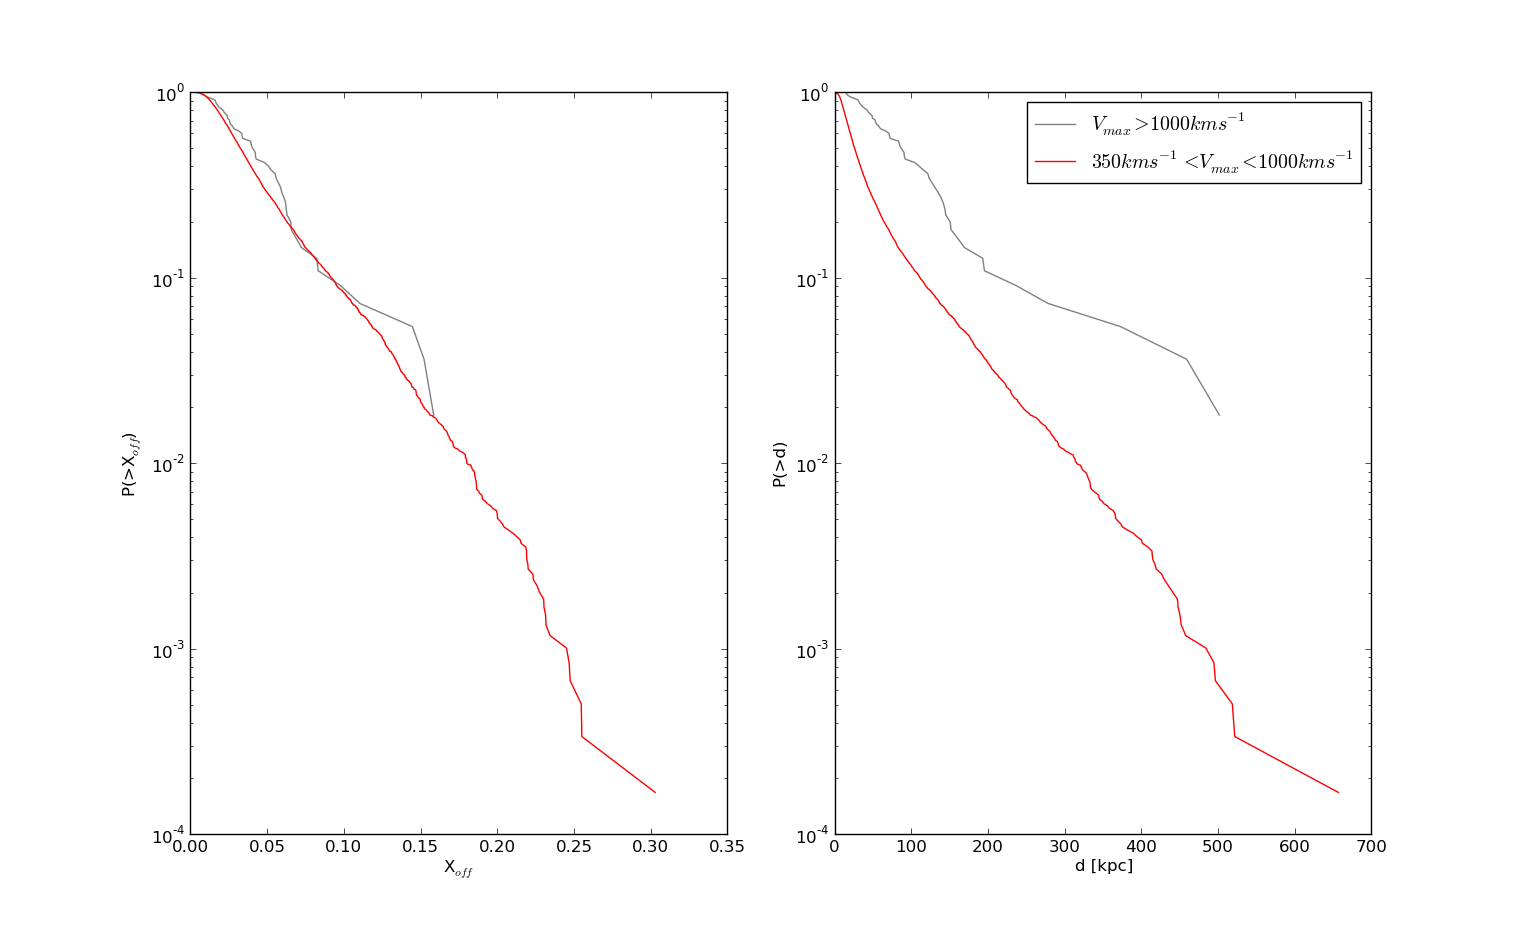 10^0
10^-1
10^-2
10^-3
10^-4
P(>X_off)
0.00 0.05 0.10 0.15 0.20 0.25 0.30 0.35
X_off
10^0
10^-1
10^-2
10^-3
10^-4
P(>d)
V_max >1000kms^-1
350kms^-1 <V_max<1000kms^-1
0 100 200 300 400 500 600 700
d [kpc]